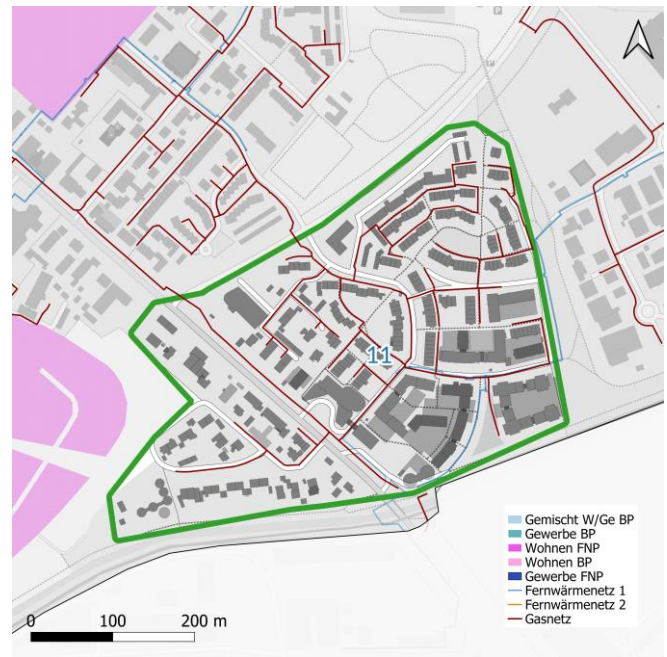 11
Gemischt W/Ge BP
Gewerbe BP
Wohnen FNP
Wohnen BP
Gewerbe FNP
Fernwärmenetz 1
Fernwärmenetz 2
Gasnetz
0 100 200 m